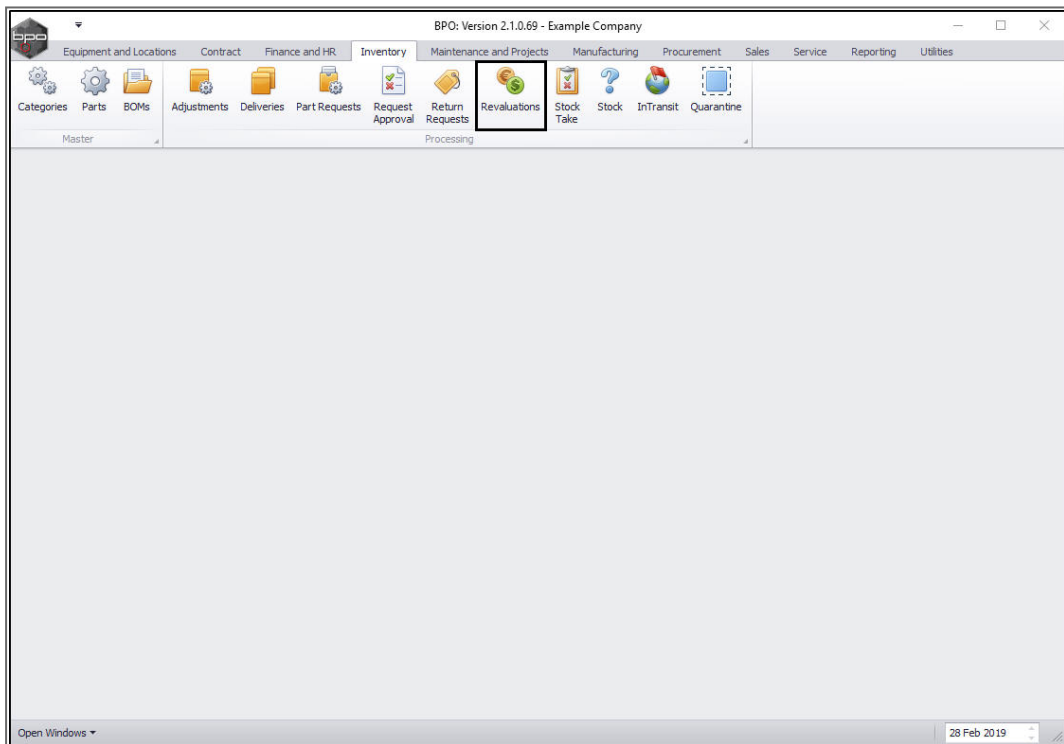 bpo
BPO: Version 2.1.0.69 - Example Company
Equipment and Locations Contract Finance and HR Inventory Maintenance and Projects Manufacturing Procurement Sales Service Reporting Utilities
Categories Parts BOMs Adjustments Deliveries Part Requests Request Approval Return Requests Revaluations Stock Take Stock InTransit Quarantine
Master Processing
Open Windows 28 Feb 2019